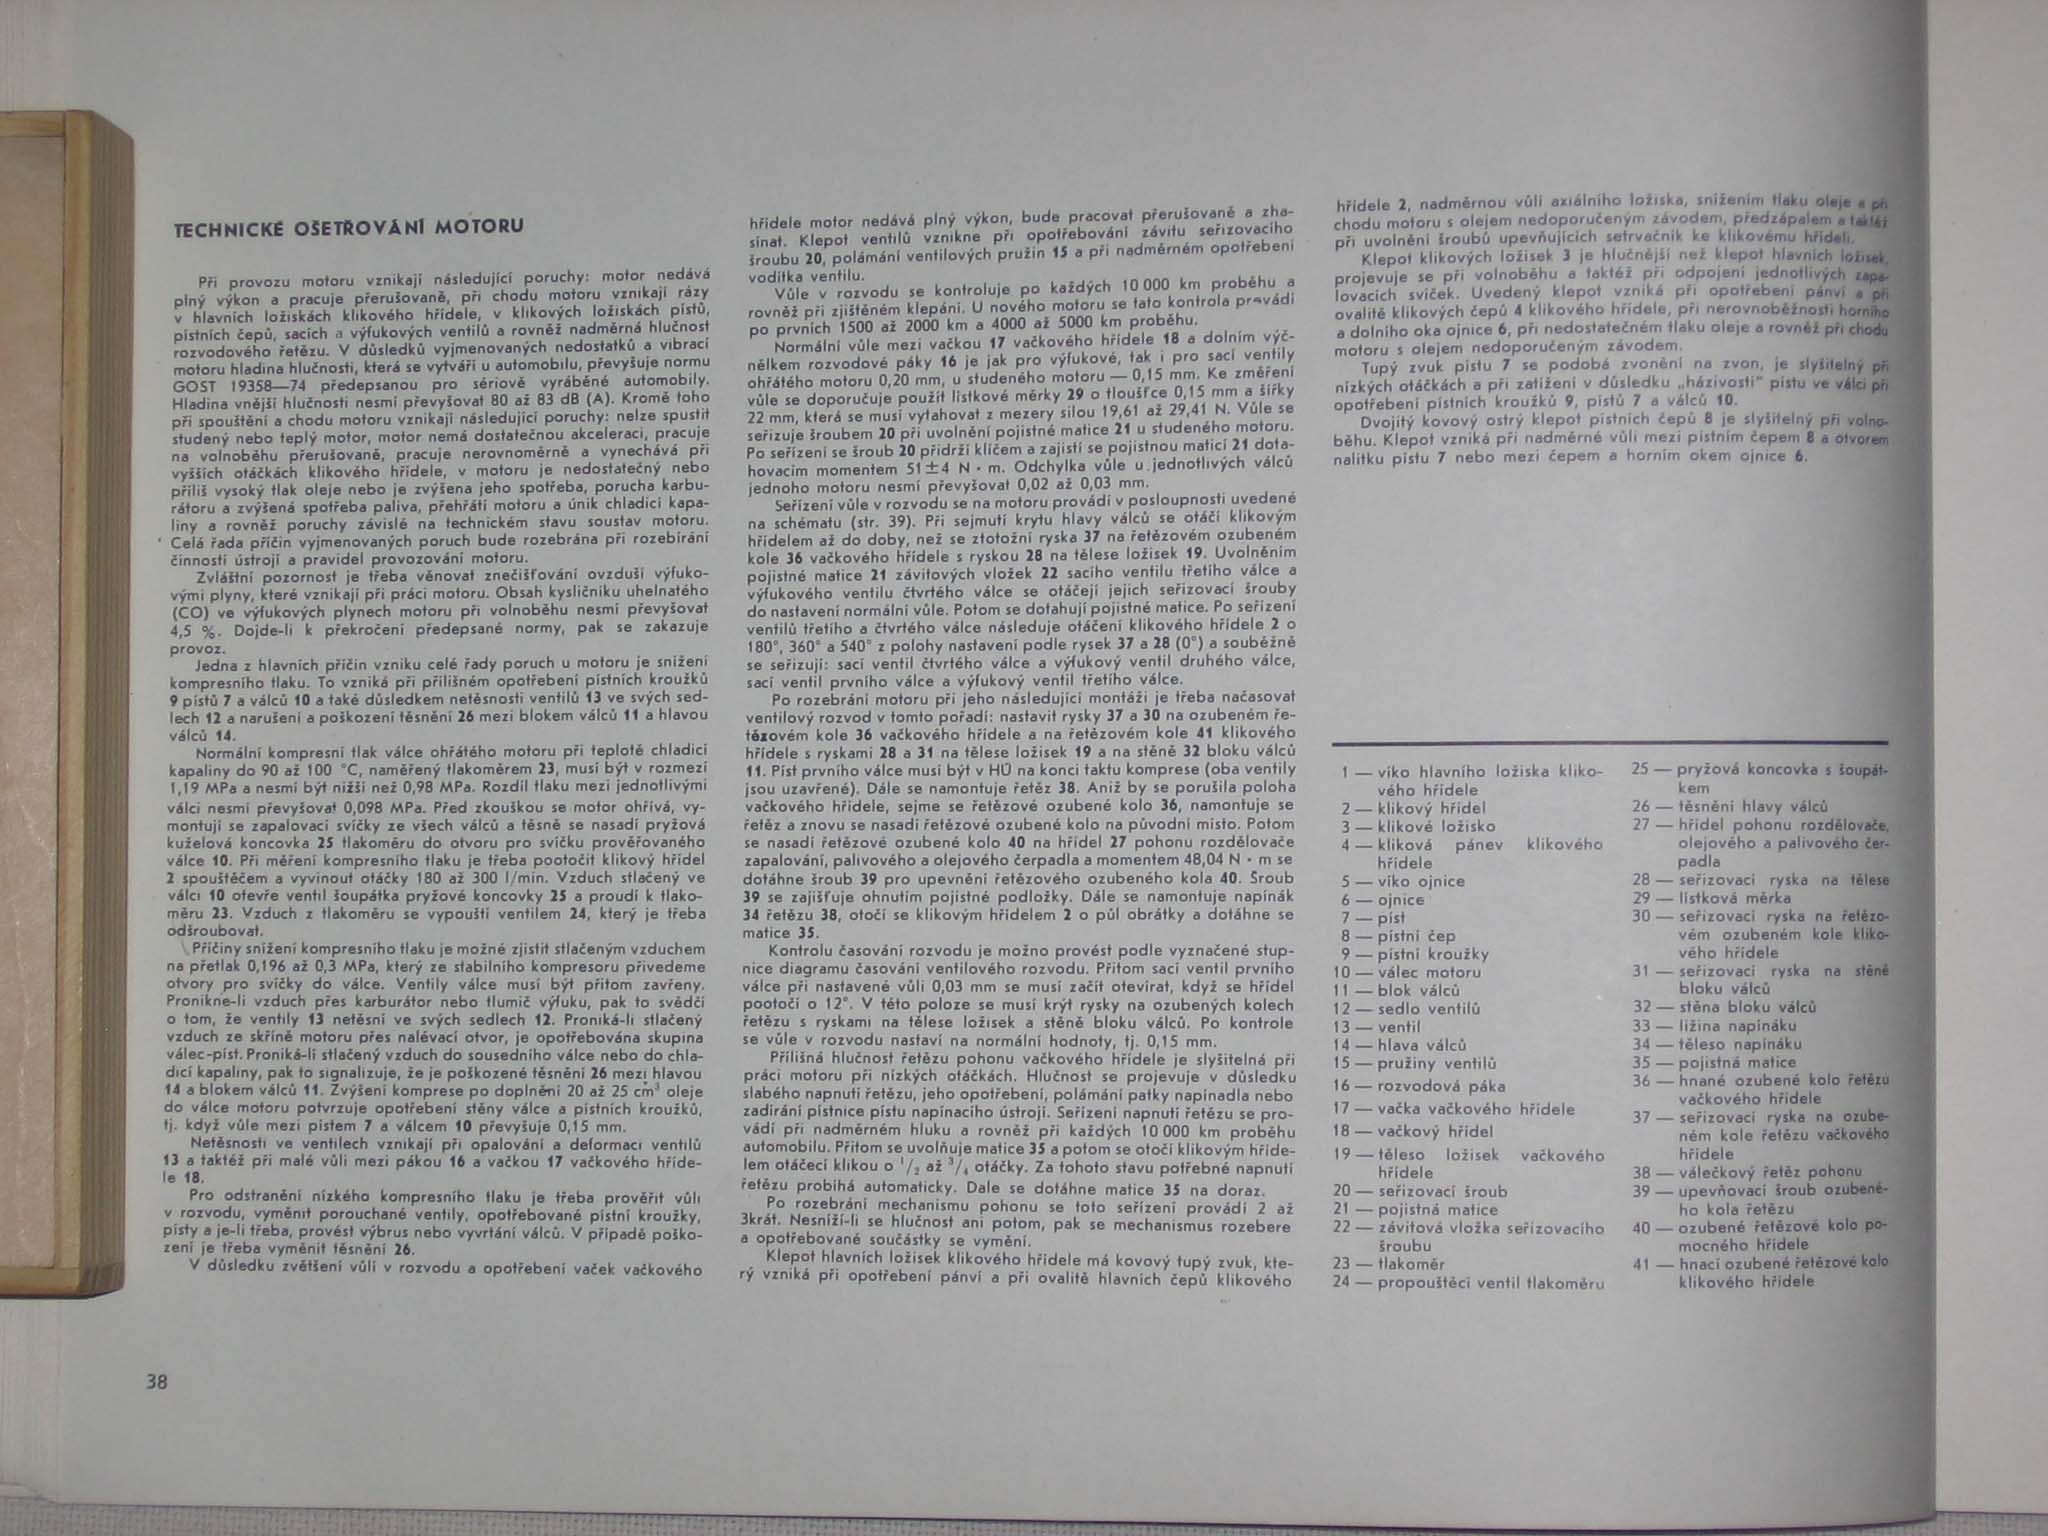 TECHNICKÉ OŠETŘOVÁNÍ MOTORU
Při provozu motoru vznikají následující poruchy: motor nedává
plný výkon a pracuje přerušovaně, při chodu motoru vznikají rázy
v hlavních ložiskách klikového hřídele, v klikových ložiskách pístů,
pístních čepů, sacích a výfukových ventilů a rovněž nadměrná hlučnost
rozvodového řetězu. V důsledků vyjmenovaných nedostatků a vibrací
motoru hladina hlučnosti, která se vytváří u automobilu, převyšuje normu
GOST 19358—74 předepsanou pro sériově vyráběné automobily.
Hladina vnější hlučnosti nesmí převyšovat 80 až 83 dB (A). Kromě toho
při spouštění a chodu motoru vznikají následující poruchy: nelze spustit
studený nebo teplý motor, motor nemá dostatečnou akceleraci, pracuje
na volnoběhu přerušovaně, pracuje nerovnoměrně a vynechává při
vyšších otáčkách klikového hřídele, v motoru je nedostatečný nebo
příliš vysoký tlak oleje nebo je zvýšena jeho spotřeba, porucha karbu-
rátoru a zvýšená spotřeba paliva, přehřátí motoru a únik chladicí kapa-
liny a rovněž poruchy závislé na technickém stavu soustav motoru.
Celá řada příčin vyjmenovaných poruch bude rozebrána při rozebírání
činnosti ústrojí a pravidel provozování motoru.
Zvláštní pozornost je třeba věnovat znečišťování ovzduší výfuko-
vými plyny, které vznikají při práci motoru. Obsah kysličníku uhelnatého
(CO) ve výfukových plynech motoru při volnoběhu nesmí převyšovat
4,5 %. Dojde-li k překročení předepsané normy, pak se zakazuje
provoz.
Jedna z hlavních příčin vzniku celé řady poruch u motoru je snížení
kompresního tlaku. To vzniká při přílišném opotřebení pístních kroužků
9 pístů 7 a válců 10 a také důsledkem netěsnosti ventilů 13 ve svých sed-
lech 12 a narušení a poškození těsnění 26 mezi blokem válců 11 a hlavou
válců 14.
Normální kompresní tlak válce ohřátého motoru při teplotě chladicí
kapaliny do 90 až 100 °C, naměřený tlakoměrem 23, musí být v rozmezí
1,19 MPa a nesmí být nižší než 0,98 MPa. Rozdíl tlaku mezi jednotlivými
válci nesmí převyšovat 0,098 MPa. Před zkouškou se motor ohřívá, vy-
montují se zapalovací svíčky ze všech válců a těsně se nasadí pryžová
kuželová koncovka 25 tlakoměru do otvoru pro svíčku prověřovaného
válce 10. Při měření kompresního tlaku je třeba pootočit klikový hřídel
2 spouštěčem a vyvinout otáčky 180 až 300 l/min. Vzduch stlačený ve
válci 10 otevře ventil šoupátka pryžové koncovky 25 a proudí k tlako-
měru 23. Vzduch z tlakoměru se vypouští ventilem 24, který je třeba
odšroubovat.
Příčiny snížení kompresního tlaku je možné zjistit stlačeným vzduchem
na přetlak 0,196 až 0,3 MPa, který ze stabilního kompresoru přivedeme
otvory pro svíčky do válce. Ventily válce musí být přitom zavřeny.
Pronikne-li vzduch přes karburátor nebo tlumič výfuku, pak to svědčí
o tom, že ventily 13 netěsní ve svých sedlech 12. Proniká-li stlačený
vzduch ze skříně motoru přes nalévací otvor, je opotřebována skupina
válec-píst. Proniká-li stlačený vzduch do sousedního válce nebo do chla-
dicí kapaliny, pak to signalizuje, že je poškozené těsnění 26 mezi hlavou
14 a blokem válců 11. Zvýšení komprese po doplnění 20 až 25 cm³ oleje
do válce motoru potvrzuje opotřebení stěny válce a pístních kroužků,
tj. když vůle mezi pístem 7 a válcem 10 převyšuje 0,15 mm.
Netěsnosti ve ventilech vznikají při opalování a deformaci ventilů
13 a taktéž při malé vůli mezi pákou 16 a vačkou 17 vačkového hříde-
le 18.
Pro odstranění nízkého kompresního tlaku je třeba prověřit vůli
v rozvodu, vyměnit porouchané ventily, opotřebované pístní kroužky,
písty a je-li třeba, provést výbrus nebo vyvrtání válců. V případě poško-
zení je třeba vyměnit těsnění 26.
V důsledku zvětšení vůlí v rozvodu a opotřebení vaček vačkového
hřídele motor nedává plný výkon, bude pracovat přerušovaně a zha-
sínat. Klepot ventilů vznikne při opotřebování závitu seřizovacího
šroubu 20, polámání ventilových pružin 15 a při nadměrném opotřebení
vodítka ventilu.
Vůle v rozvodu se kontroluje po každých 10 000 km proběhu a
rovněž při zjištěném klepání. U nového motoru se tato kontrola provádí
po prvních 1500 až 2000 km a 4000 až 5000 km proběhu.
Normální vůle mezi vačkou 17 vačkového hřídele 18 a dolním výč-
nělkem rozvodové páky 16 je jak pro výfukové, tak i pro sací ventily
ohřátého motoru 0,20 mm, u studeného motoru — 0,15 mm. Ke změření
vůle se doporučuje použít lístkové měrky 29 o tloušťce 0,15 mm a šířky
22 mm, která se musí vytahovat z mezery silou 19,61 až 29,41 N. Vůle se
seřizuje šroubem 20 při uvolnění pojistné matice 21 u studeného motoru.
Po seřízení se šroub 20 přidrží klíčem a zajistí se pojistnou maticí 21 dota-
hovacím momentem 51±4 N · m. Odchylka vůle u jednotlivých válců
jednoho motoru nesmí převyšovat 0,02 až 0,03 mm.
Seřízení vůle v rozvodu se na motoru provádí v posloupnosti uvedené
na schématu (str. 39). Při sejmutí krytu hlavy válců se otáčí klikovým
hřídelem až do doby, než se ztotožní ryska 37 na řetězovém ozubeném
kole 36 vačkového hřídele s ryskou 28 na tělese ložisek 19. Uvolněním
pojistné matice 21 závitových vložek 22 sacího ventilu třetího válce a
výfukového ventilu čtvrtého válce se otáčejí jejich seřizovací šrouby
do nastavení normální vůle. Potom se dotahují pojistné matice. Po seřízení
ventilů třetího a čtvrtého válce následuje otáčení klikového hřídele 2 o
180°, 360° a 540° z polohy nastavení podle rysek 37 a 28 (0°) a souběžně
se seřizují: sací ventil čtvrtého válce a výfukový ventil druhého válce,
sací ventil prvního válce a výfukový ventil třetího válce.
Po rozebrání motoru při jeho následující montáži je třeba načasovat
ventilový rozvod v tomto pořadí: nastavit rysky 37 a 30 na ozubeném ře-
tězovém kole 36 vačkového hřídele a na řetězovém kole 41 klikového
hřídele s ryskami 28 a 31 na tělese ložisek 19 a na stěně 32 bloku válců
11. Píst prvního válce musí být v HÚ na konci taktu komprese (oba ventily
jsou uzavřené). Dále se namontuje řetěz 38. Aniž by se porušila poloha
vačkového hřídele, sejme se řetězové ozubené kolo 36, namontuje se
řetěz a znovu se nasadí řetězové ozubené kolo na původní místo. Potom
se nasadí řetězové ozubené kolo 40 na hřídel 27 pohonu rozdělovače
zapalování, palivového a olejového čerpadla a momentem 48,04 N · m se
dotáhne šroub 39 pro upevnění řetězového ozubeného kola 40. Šroub
39 se zajišťuje ohnutím pojistné podložky. Dále se namontuje napínák
34 řetězu 38, otočí se klikovým hřídelem 2 o půl obrátky a dotáhne se
matice 35.
Kontrolu časování rozvodu je možno provést podle vyznačené stup-
nice diagramu časování ventilového rozvodu. Přitom sací ventil prvního
válce při nastavené vůli 0,03 mm se musí začít otevírat, když se hřídel
pootočí o 12°. V této poloze se musí krýt rysky na ozubených kolech
řetězu s ryskami na tělese ložisek a stěně bloku válců. Po kontrole
se vůle v rozvodu nastaví na normální hodnoty, tj. 0,15 mm.
Přílišná hlučnost řetězu pohonu vačkového hřídele je slyšitelná při
práci motoru při nízkých otáčkách. Hlučnost se projevuje v důsledku
slabého napnutí řetězu, jeho opotřebení, polámání patky napínadla nebo
zadírání pístnice pístu napínacího ústrojí. Seřízení napnutí řetězu se pro-
vádí při nadměrném hluku a rovněž při každých 10 000 km proběhu
automobilu. Přitom se uvolňuje matice 35 a potom se otočí klikovým hříde-
lem otáčecí klikou o 1/2 až 3/4 otáčky. Za tohoto stavu potřebné napnutí
řetězu probíhá automaticky. Dale se dotáhne matice 35 na doraz.
Po rozebrání mechanismu pohonu se toto seřízení provádí 2 až
3krát. Nesníží-li se hlučnost ani potom, pak se mechanismus rozebere
a opotřebované součástky se vymění.
Klepot hlavních ložisek klikového hřídele má kovový tupý zvuk, kte-
rý vzniká při opotřebení pánví a při ovalitě hlavních čepů klikového
hřídele 2, nadměrnou vůlí axiálního ložiska, snížením tlaku oleje a při
chodu motoru s olejem nedoporučeným závodem, předzápalem a taktéž
při uvolnění šroubů upevňujících setrvačník ke klikovému hřídeli.
Klepot klikových ložisek 3 je hlučnější než klepot hlavních ložisek,
projevuje se při volnoběhu a taktéž při odpojení jednotlivých zapa-
lovacích svíček. Uvedený klepot vzniká při opotřebení pánví a při
ovalitě klikových čepů 4 klikového hřídele, při nerovnoběžnosti horního
a dolního oka ojnice 6, při nedostatečném tlaku oleje a rovněž při chodu
motoru s olejem nedoporučeným závodem.
Tupý zvuk pístu 7 se podobá zvonění na zvon, je slyšitelný při
nízkých otáčkách a při zatížení v důsledku „házivosti" pístu ve válci při
opotřebení pístních kroužků 9, pístů 7 a válců 10.
Dvojitý kovový ostrý klepot pístních čepů 8 je slyšitelný při volno-
běhu. Klepot vzniká při nadměrné vůli mezi pístním čepem 8 a otvorem
nalitku pístu 7 nebo mezi čepem a horním okem ojnice 6.
1 — víko hlavního ložiska kliko-
vého hřídele
2 — klikový hřídel
3 — klikové ložisko
4 — kliková pánev klikového
hřídele
5 — víko ojnice
6 — ojnice
7 — píst
8 — pístní čep
9 — pístní kroužky
10 — válec motoru
11 — blok válců
12 — sedlo ventilů
13 — ventil
14 — hlava válců
15 — pružiny ventilů
16 — rozvodová páka
17 — vačka vačkového hřídele
18 — vačkový hřídel
19 — těleso ložisek vačkového
hřídele
20 — seřizovací šroub
21 — pojistná matice
22 — závitová vložka seřizovacího
šroubu
23 — tlakoměr
24 — propouštěcí ventil tlakoměru
25 — pryžová koncovka s šoupát-
kem
26 — těsnění hlavy válců
27 — hřídel pohonu rozdělovače,
olejového a palivového čer-
padla
28 — seřizovací ryska na tělese
29 — lístková měrka
30 — seřizovací ryska na řetězo-
vém ozubeném kole kliko-
vého hřídele
31 — seřizovací ryska na stěně
bloku válců
32 — stěna bloku válců
33 — ližina napínáku
34 — těleso napínáku
35 — pojistná matice
36 — hnané ozubené kolo řetězu
vačkového hřídele
37 — seřizovací ryska na ozube-
ném kole řetězu vačkového
hřídele
38 — válečkový řetěz pohonu
39 — upevňovací šroub ozubené-
ho kola řetězu
40 — ozubené řetězové kolo po-
mocného hřídele
41 — hnací ozubené řetězové kolo
klikového hřídele
38